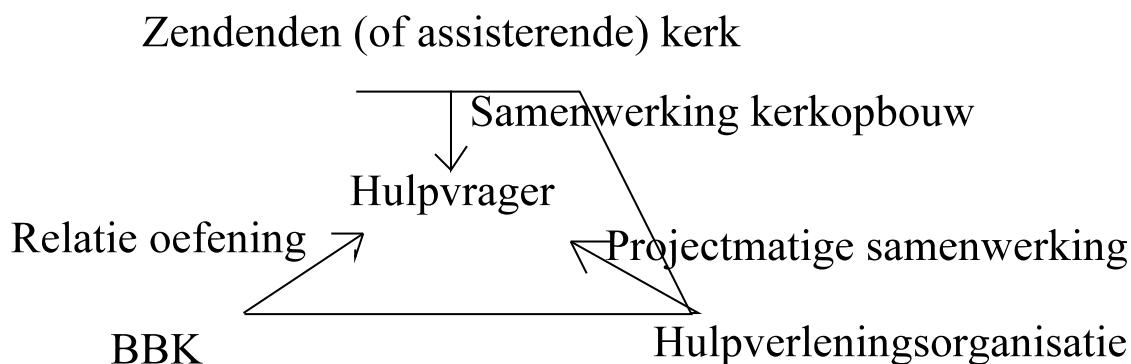 Zendenden (of assisterende) kerk
Samenwerking kerkopbouw
Hulpvrager
Relatie oefening
Projectmatige samenwerking
BBK
Hulpverleningsorganisatie